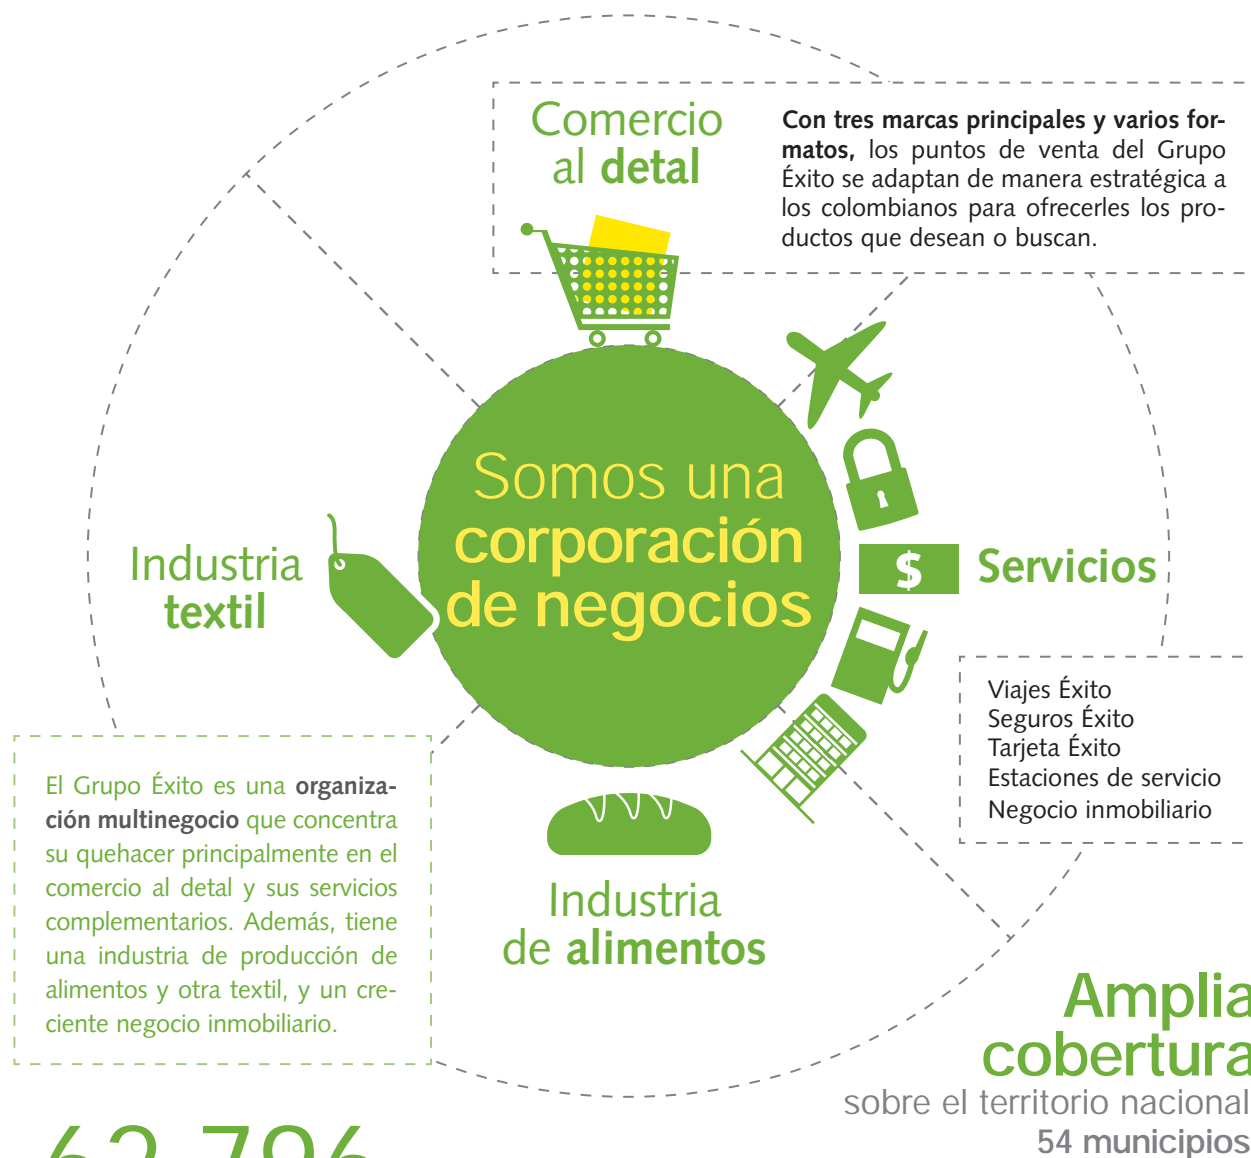 Comercio
al detal
Con tres marcas principales y varios for-
matos, los puntos de venta del Grupo
Éxito se adaptan de manera estratégica a
los colombianos para ofrecerles los pro-
ductos que desean o buscan.
Somos una
corporación
de negocios
Industria
textil
$
Servicios
Viajes Éxito
Seguros Éxito
Tarjeta Éxito
Estaciones de servicio
Negocio inmobiliario
El Grupo Éxito es una organiza-
ción multinegocio que concentra
su quehacer principalmente en el
comercio al detal y sus servicios
complementarios. Además, tiene
una industria de producción de
alimentos y otra textil, y un cre-
ciente negocio inmobiliario.
Industria
de alimentos
Amplia
cobertura
sobre el territorio nacional
54 municipios
62.796